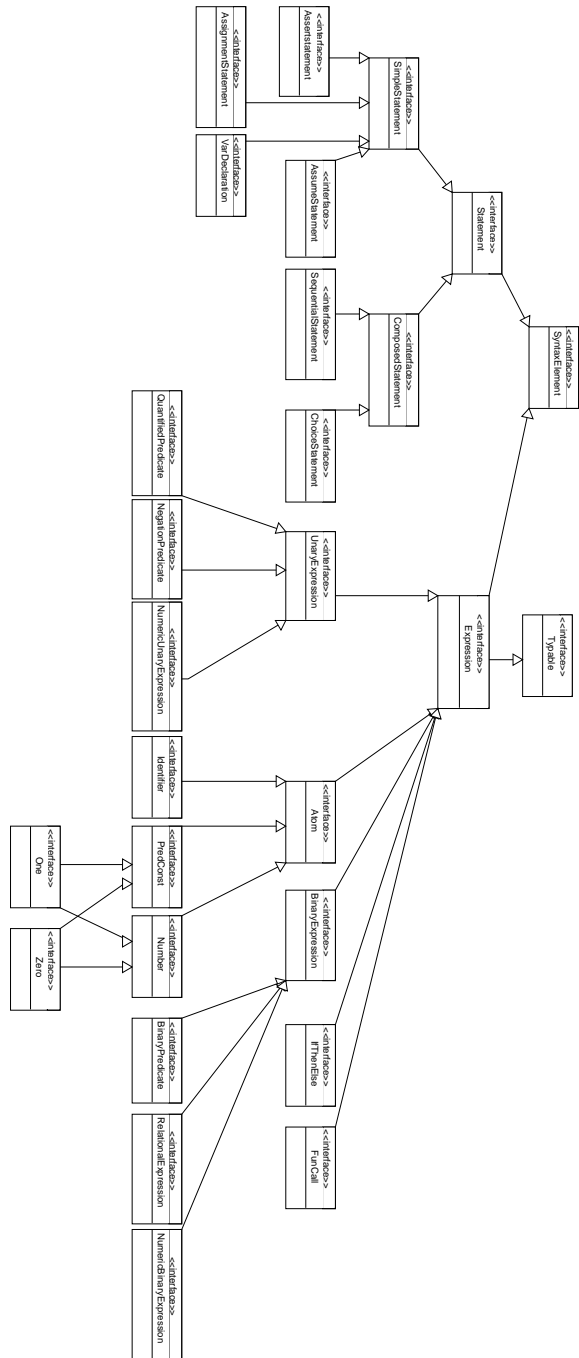 <<interface>>
SyntaxElement
<<interface>>
Typable
<<interface>>
Statement
<<interface>>
Expression
<<interface>>
SimpleStatement
<<interface>>
ComposedStatement
<<interface>>
Assertstatement
<<interface>>
AssumeStatement
<<interface>>
SequentialStatement
<<interface>>
ChoiceStatement
<<interface>>
UnaryExpression
<<interface>>
Atom
<<interface>>
BinaryExpression
<<interface>>
IfThenElse
<<interface>>
FunCall
<<interface>>
AssignmentStatement
<<interface>>
VarDeclaration
<<interface>>
QuantifiedPredicate
<<interface>>
NegationPredicate
<<interface>>
NumericUnaryExpression
<<interface>>
Identifier
<<interface>>
PredConst
<<interface>>
Number
<<interface>>
BinaryPredicate
<<interface>>
RelationalExpression
<<interface>>
NumericBinaryExpression
<<interface>>
One
<<interface>>
Zero